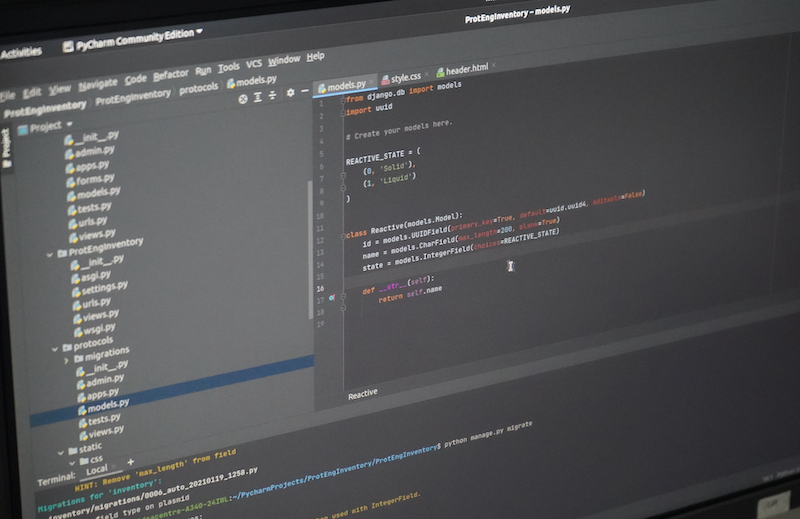 ProtEngInventory – models.py
Activities
PyCharm Community Edition
File Edit View Navigate Code Refactor Run Tools VCS Window Help
ProtEngInventory ProtEngInventory protocols models.py
Project
Project
__init__.py
admin.py
apps.py
forms.py
models.py
tests.py
urls.py
views.py
ProtEngInventory
__init__.py
asgi.py
settings.py
urls.py
views.py
wsgi.py
protocols
migrations
__init__.py
admin.py
apps.py
models.py
tests.py
views.py
static
css
models.py style.css header.html
1 from django.db import models
2 import uuid
3
4 # Create your models here.
5
6 REACTIVE_STATE = (
7 (0, 'Solid'),
8 (1, 'Liquid')
9 )
10
11 class Reactive(models.Model):
12 id = models.UUIDField(primary_key=True, default=uuid.uuid4, editable=False)
13 name = models.CharField(max_length=200, blank=True)
14 state = models.IntegerField(choices=REACTIVE_STATE)
15
16 def __str__(self):
17 return self.name
18
19
Reactive
Terminal: Local +
HINT: Remove 'max_length' from field
Migrations for 'inventory':
inventory/migrations/0006_auto_20210119_1258.py
field type on plasmid
-A340-24IWL:~/PycharmProjects/ProtEngInventory/ProtEngInventory$ python manage.py migrate
used with IntegerField.